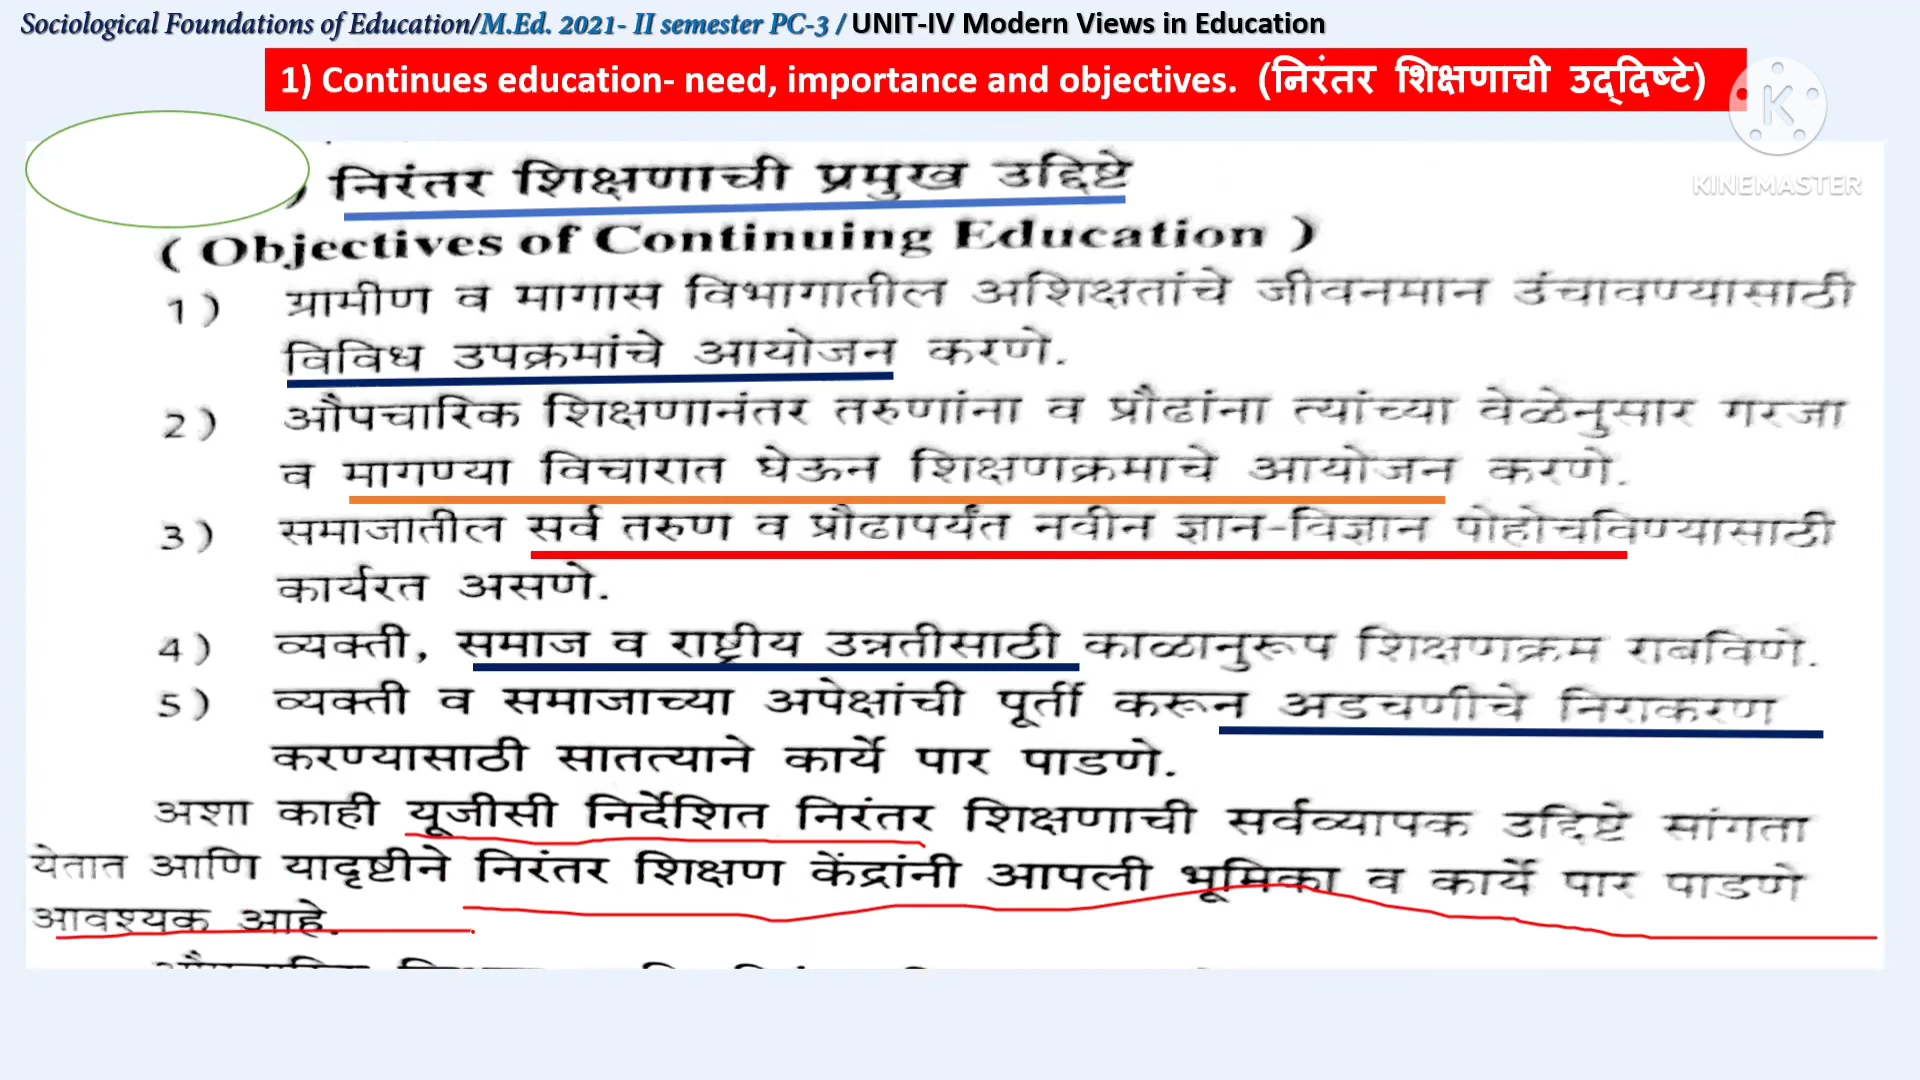 Sociological Foundations of Education/M.Ed. 2021- II semester PC-3 / UNIT-IV Modern Views in Education
1) Continues education- need, importance and objectives. (निरंतर शिक्षणाची उद्दिष्टे)
KINEMASTER
) निरंतर शिक्षणाची प्रमुख उद्दिष्टे
( Objectives of Continuing Education )
1) ग्रामीण व मागास विभागातील अशिक्षतांचे जीवनमान उंचावण्यासाठी
विविध उपक्रमांचे आयोजन करणे.
2) औपचारिक शिक्षणानंतर तरुणांना व प्रौढांना त्यांच्या वेळेनुसार गरजा
व मागण्या विचारात घेऊन शिक्षणक्रमाचे आयोजन करणे.
3) समाजातील सर्व तरुण व प्रौढापर्यंत नवीन ज्ञान-विज्ञान पोहोचविण्यासाठी
कार्यरत असणे.
4) व्यक्ती, समाज व राष्ट्रीय उन्नतीसाठी काळानुरूप शिक्षणक्रम राबविणे.
5) व्यक्ती व समाजाच्या अपेक्षांची पूर्ती करून अडचणीचे निराकरण
करण्यासाठी सातत्याने कार्ये पार पाडणे.
अशा काही यूजीसी निर्देशित निरंतर शिक्षणाची सर्वव्यापक उद्दिष्टे सांगता
येतात आणि यादृष्टीने निरंतर शिक्षण केंद्रांनी आपली भूमिका व कार्ये पार पाडणे
आवश्यक आहे.